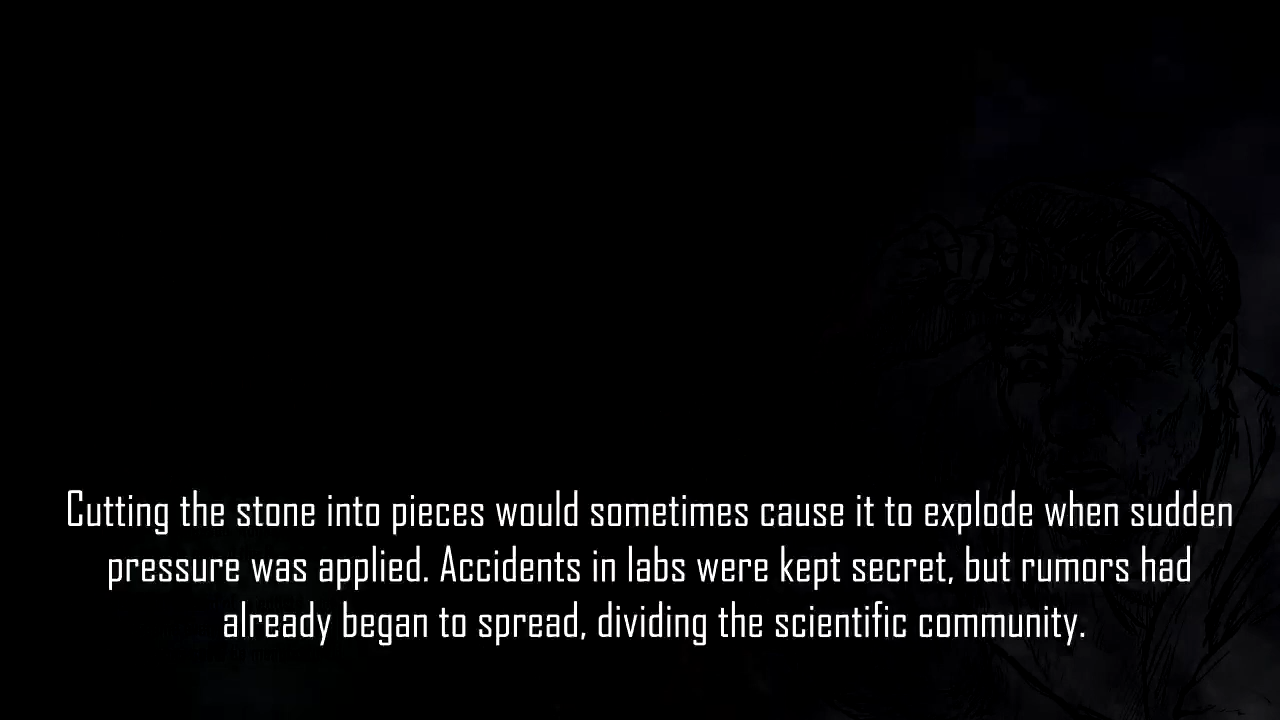 Cutting the stone into pieces would sometimes cause it to explode when sudden
pressure was applied. Accidents in labs were kept secret, but rumors had
already began to spread, dividing the scientific community.